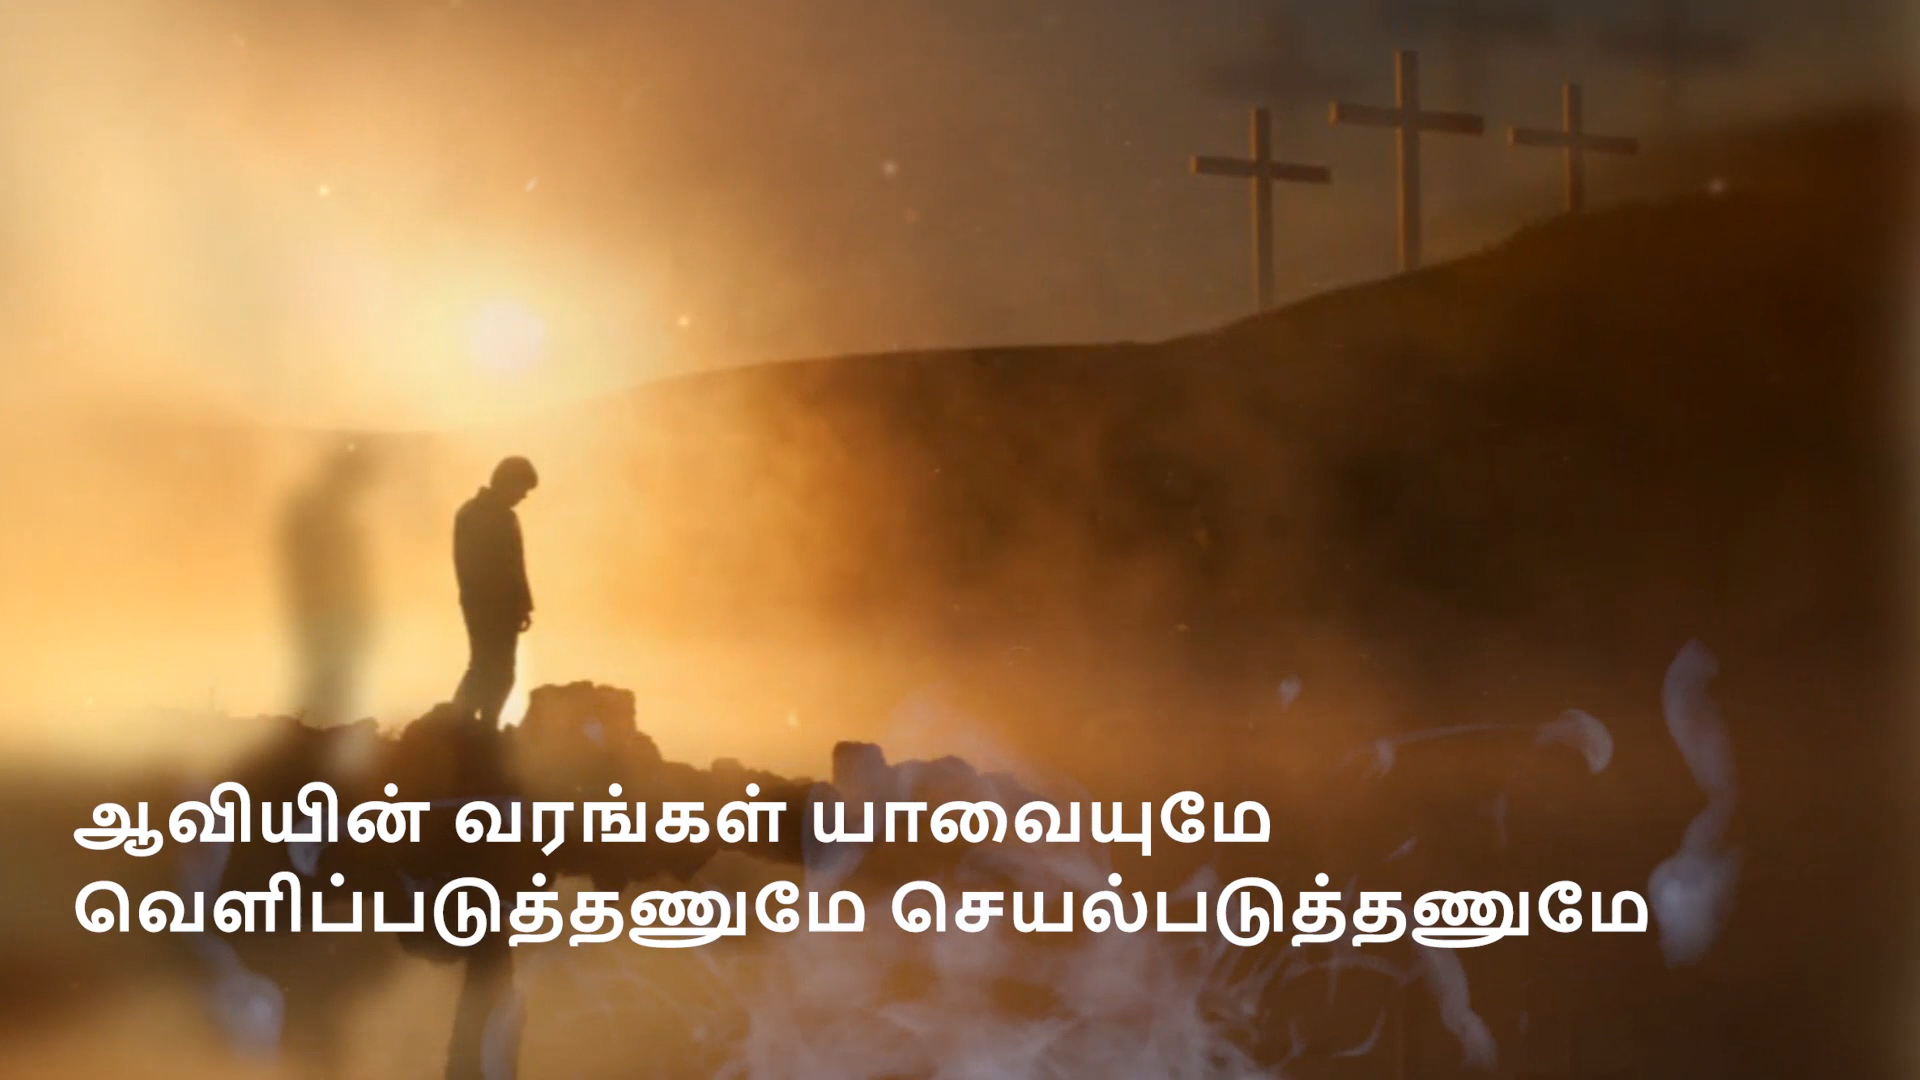 ஆவியின் வரங்கள் யாவையுமே
வெளிப்படுத்தணுமே செயல்படுத்தணுமே